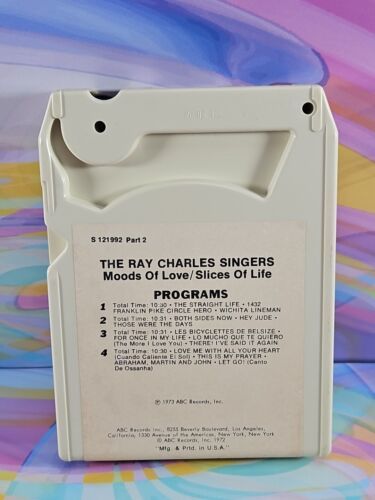 S 121992 Part 2
THE RAY CHARLES SINGERS
Moods Of Love/Slices Of Life
PROGRAMS
1 Total Time: 10:30 • THE STRAIGHT LIFE • 1432
FRANKLIN PIKE CIRCLE HERO • WICHITA LINEMAN
2 Total Time: 10:31 • BOTH SIDES NOW • HEY JUDE •
THOSE WERE THE DAYS
3 Total Time: 10:31 • LES BICYCLETTES DE BELSIZE •
FOR ONCE IN MY LIFE • LO MUCHO QUE TE QUIERO
(The More I Love You) • THERE! I'VE SAID IT AGAIN
4 Total Time: 10:30 • LOVE ME WITH ALL YOUR HEART
(Cuando Calienta El Sol) • THIS IS MY PRAYER •
ABRAHAM, MARTIN AND JOHN • LET GO! (Canto
De Ossanha)
℗ 1973 ABC Records, Inc.
ABC Records, Inc., 8255 Beverly Boulevard, Los Angeles,
California, 1330 Avenue of the Americas, New York, New York
© ABC Records, Inc. 1972
"Mfg. & Prtd. in U.S.A."